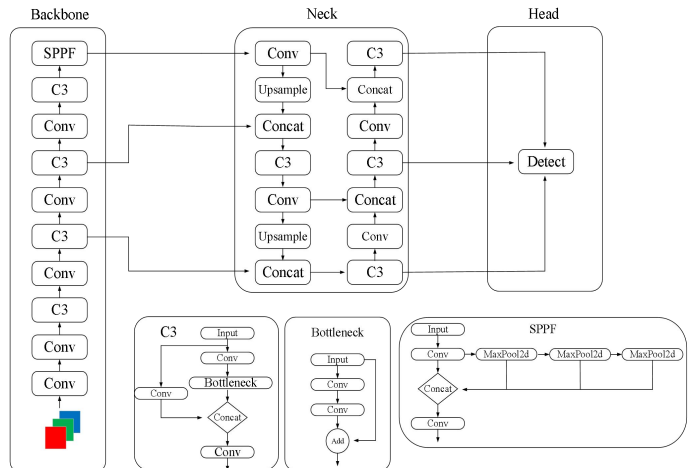 Backbone
Neck
Head
SPPF
C3
Conv
C3
Conv
C3
Conv
C3
Conv
Conv
Conv
Upsample
Concat
C3
Conv
Upsample
Concat
C3
Concat
Conv
C3
Concat
Conv
C3
Detect
C3
Input
Conv
Bottleneck
Conv
Concat
Conv
Bottleneck
Input
Conv
Conv
Add
SPPF
Input
Conv
MaxPool2d
MaxPool2d
MaxPool2d
Concat
Conv